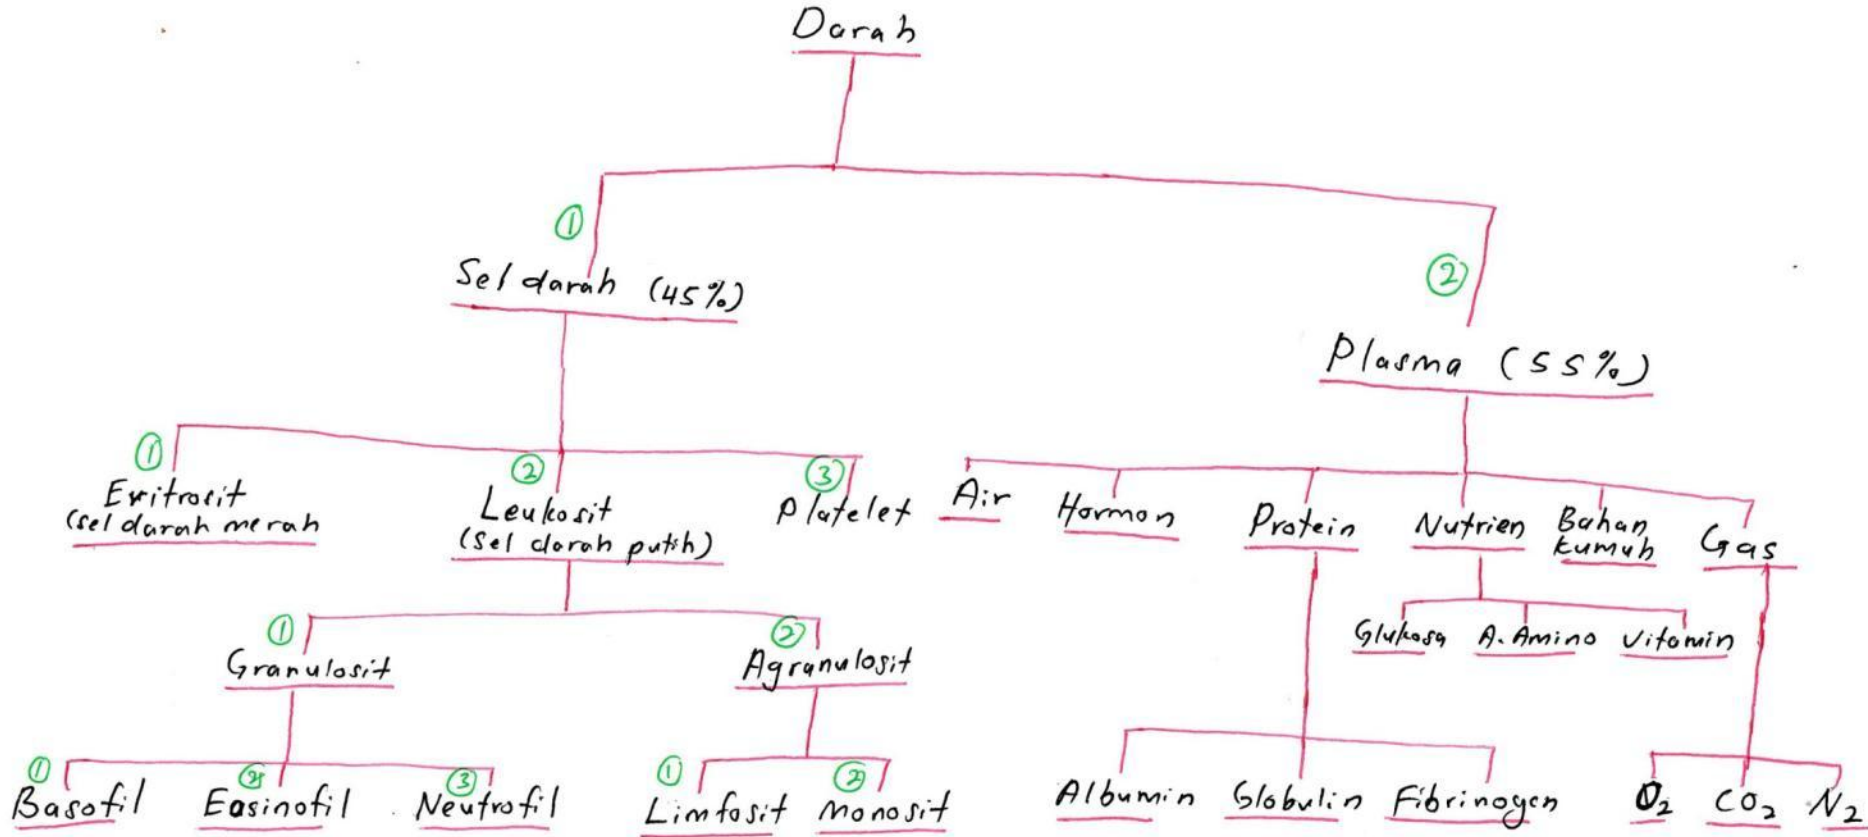 Darah
①
Sel darah (45%)
②
Plasma (55%)
①
Eritrosit
(sel darah merah
②
Leukosit
(Sel darah putih)
③
Platelet
Air
Hormon
Protein
Nutrien
Bahan
kumuh
Gas
Glukosa
A. Amino
Vitamin
①
Granulosit
②
Agranulosit
①
Basofil
②
Eosinofil
③
Neutrofil
①
Limfosit
②
Monosit
Albumin
Globulin
Fibrinogen
O₂
CO₂
N₂